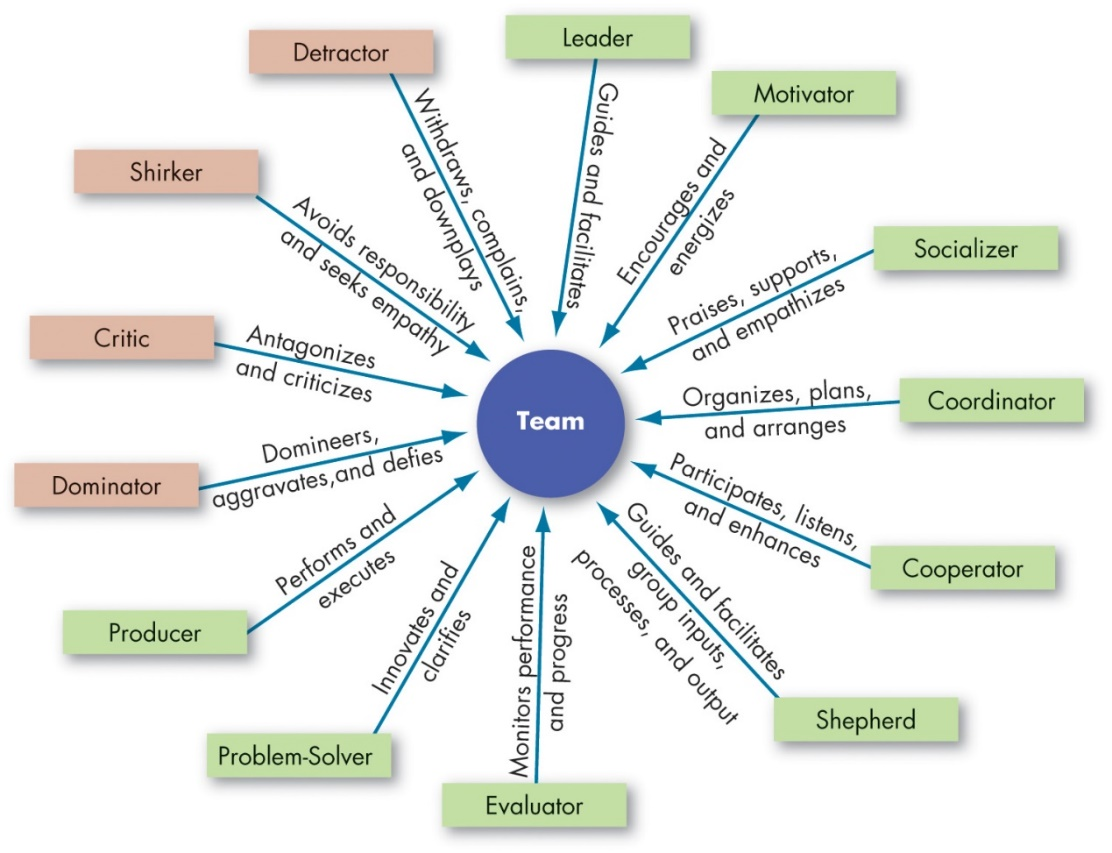 Leader
Guides and facilitates
Motivator
Encourages and
energizes
Socializer
Praises, supports,
and empathizes
Coordinator
Organizes, plans,
and arranges
Cooperator
Participates, listens,
and enhances
Shepherd
Guides and facilitates
group inputs,
processes, and output
Evaluator
Monitors performance
and progress
Problem-Solver
Innovates and
clarifies
Producer
Performs and
executes
Dominator
Domineers,
aggravates,and defies
Critic
Antagonizes
and criticizes
Shirker
Avoids responsibility
and seeks empathy
Detractor
Withdraws, complains,
and downplays
Team